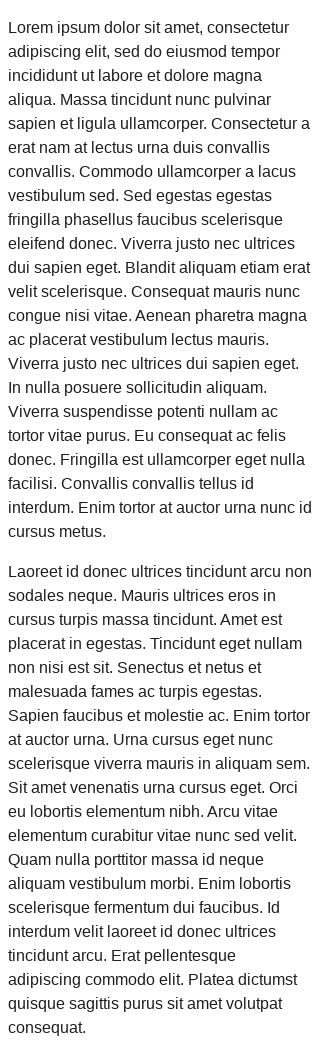 Lorem ipsum dolor sit amet, consectetur
adipiscing elit, sed do eiusmod tempor
incididunt ut labore et dolore magna
aliqua. Massa tincidunt nunc pulvinar
sapien et ligula ullamcorper. Consectetur a
erat nam at lectus urna duis convallis
convallis. Commodo ullamcorper a lacus
vestibulum sed. Sed egestas egestas
fringilla phasellus faucibus scelerisque
eleifend donec. Viverra justo nec ultrices
dui sapien eget. Blandit aliquam etiam erat
velit scelerisque. Consequat mauris nunc
congue nisi vitae. Aenean pharetra magna
ac placerat vestibulum lectus mauris.
Viverra justo nec ultrices dui sapien eget.
In nulla posuere sollicitudin aliquam.
Viverra suspendisse potenti nullam ac
tortor vitae purus. Eu consequat ac felis
donec. Fringilla est ullamcorper eget nulla
facilisi. Convallis convallis tellus id
interdum. Enim tortor at auctor urna nunc id
cursus metus.
Laoreet id donec ultrices tincidunt arcu non
sodales neque. Mauris ultrices eros in
cursus turpis massa tincidunt. Amet est
placerat in egestas. Tincidunt eget nullam
non nisi est sit. Senectus et netus et
malesuada fames ac turpis egestas.
Sapien faucibus et molestie ac. Enim tortor
at auctor urna. Urna cursus eget nunc
scelerisque viverra mauris in aliquam sem.
Sit amet venenatis urna cursus eget. Orci
eu lobortis elementum nibh. Arcu vitae
elementum curabitur vitae nunc sed velit.
Quam nulla porttitor massa id neque
aliquam vestibulum morbi. Enim lobortis
scelerisque fermentum dui faucibus. Id
interdum velit laoreet id donec ultrices
tincidunt arcu. Erat pellentesque
adipiscing commodo elit. Platea dictumst
quisque sagittis purus sit amet volutpat
consequat.